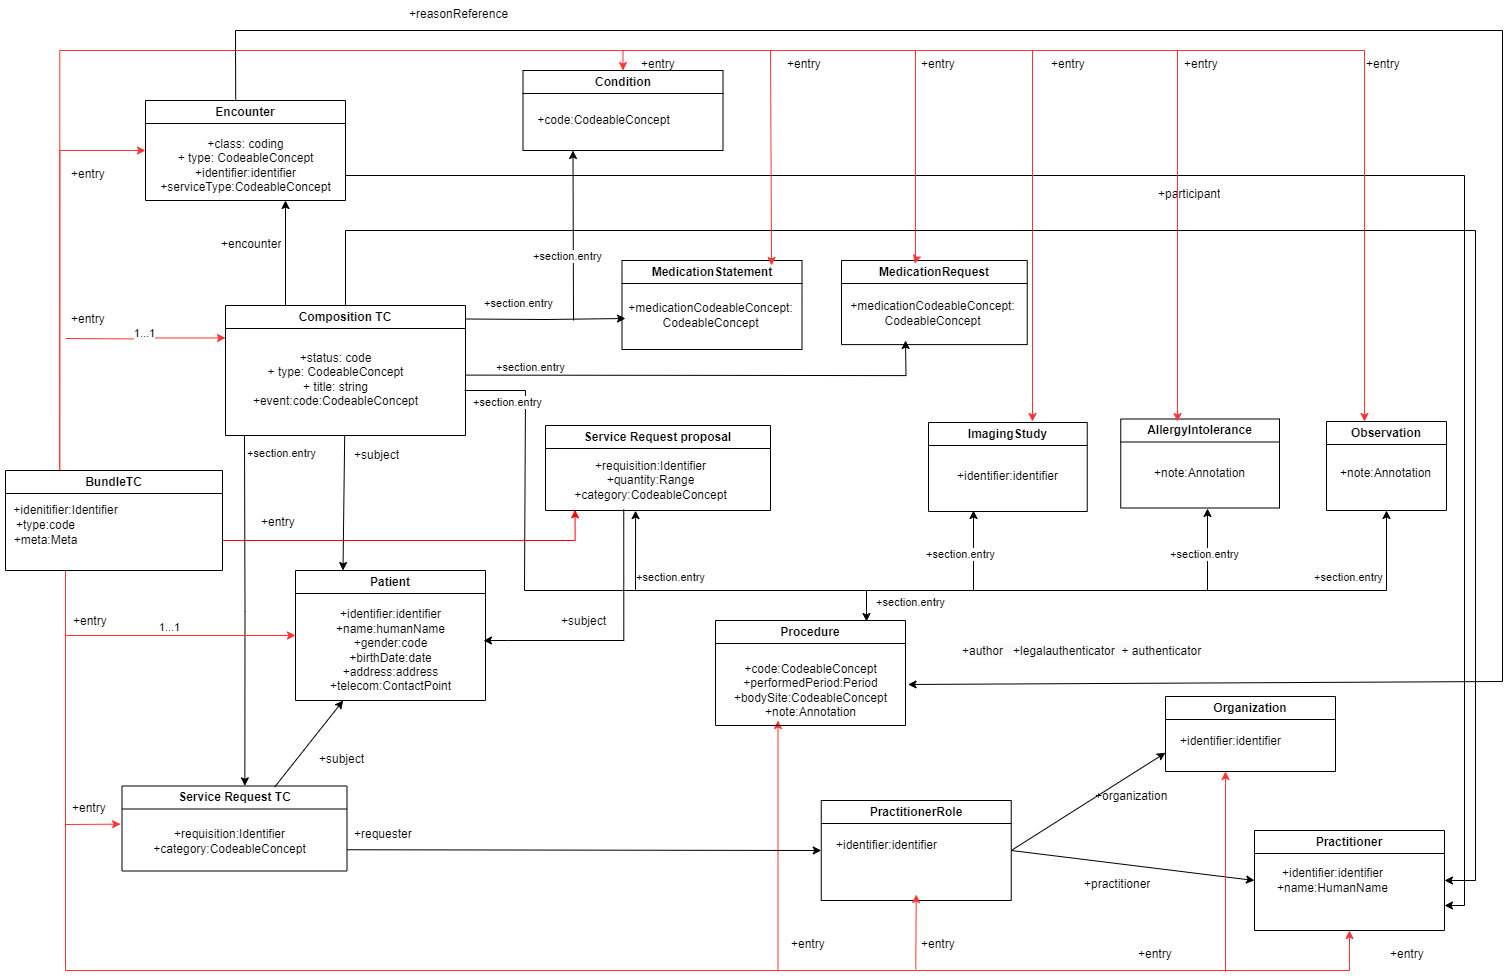 +reasonReference
+entry
+entry
+entry
+entry
+entry
+entry
Condition
+code:CodeableConcept
Encounter
+class: coding
+ type: CodeableConcept
+identifier:identifier
+serviceType:CodeableConcept
+entry
+participant
+encounter
+section.entry
MedicationStatement
+medicationCodeableConcept:
CodeableConcept
MedicationRequest
+medicationCodeableConcept:
CodeableConcept
+entry
1...1
Composition TC
+status: code
+ type: CodeableConcept
+ title: string
+event:code:CodeableConcept
+section.entry
+section.entry
+section.entry
+section.entry
+subject
Service Request proposal
+requisition:Identifier
+quantity:Range
+category:CodeableConcept
ImagingStudy
+identifier:identifier
AllergyIntolerance
+note:Annotation
Observation
+note:Annotation
BundleTC
+idenitifier:Identifier
+type:code
+meta:Meta
+entry
+section.entry
+section.entry
+section.entry
+section.entry
+section.entry
Patient
+identifier:identifier
+name:humanName
+gender:code
+birthDate:date
+address:address
+telecom:ContactPoint
+entry
1...1
+subject
Procedure
+code:CodeableConcept
+performedPeriod:Period
+bodySite:CodeableConcept
+note:Annotation
+author +legalauthenticator + authenticator
Organization
+identifier:identifier
+subject
+entry
Service Request TC
+requisition:Identifier
+category:CodeableConcept
+requester
PractitionerRole
+identifier:identifier
+organization
+practitioner
Practitioner
+identifier:identifier
+name:HumanName
+entry
+entry
+entry
+entry